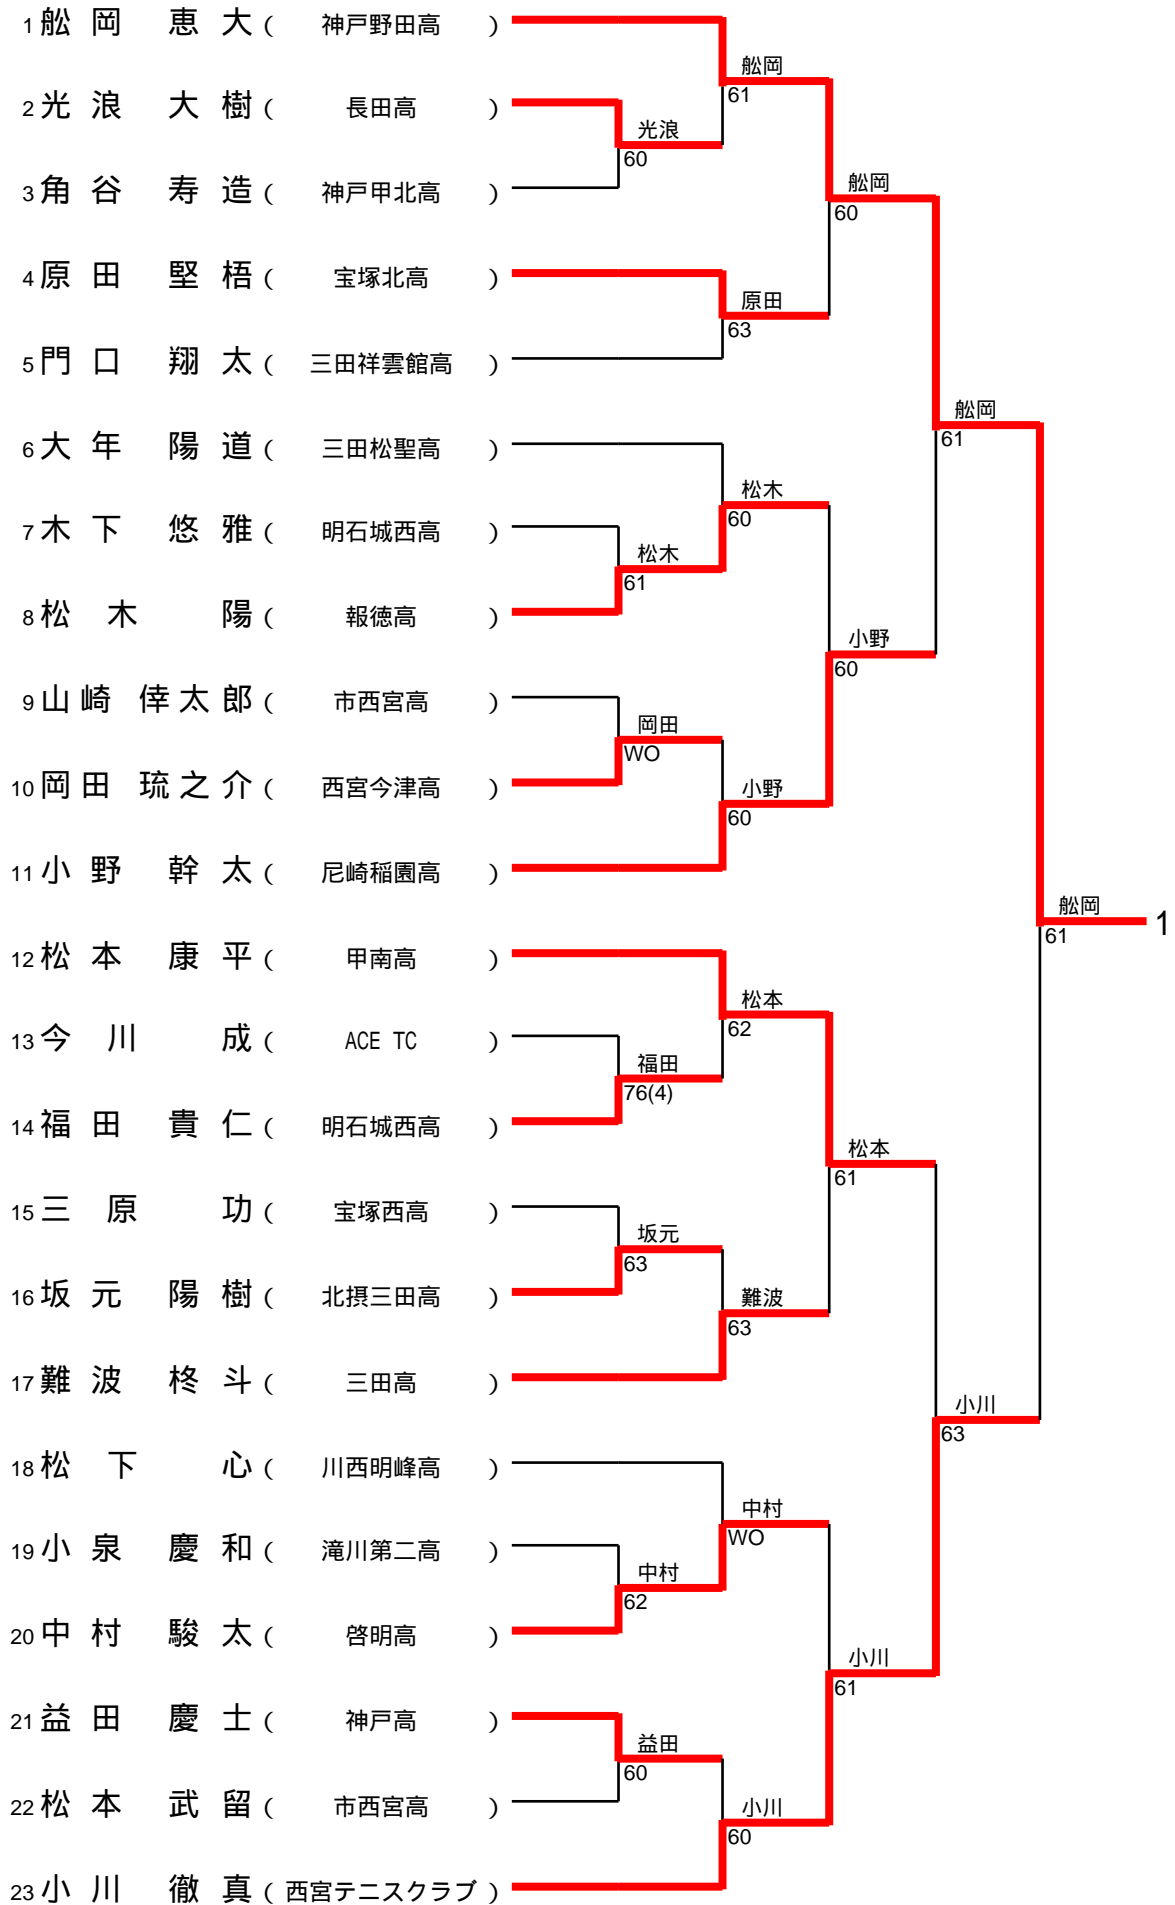 1 舩岡 恵大 ( 神戸野田高 )
舩岡
61
2 光浪 大樹 ( 長田高 )
光浪
60
3 角谷 寿造 ( 神戸甲北高 )
舩岡
60
4 原田 堅梧 ( 宝塚北高 )
原田
63
5 門口 翔太 ( 三田祥雲館高 )
舩岡
61
6 大年 陽道 ( 三田松聖高 )
松木
60
7 木下 悠雅 ( 明石城西高 )
松木
61
8 松木 陽 ( 報徳高 )
小野
60
9 山崎 倖太郎 ( 市西宮高 )
岡田
WO
10 岡田 琉之介 ( 西宮今津高 )
小野
60
11 小野 幹太 ( 尼崎稲園高 )
舩岡
61
1
12 松本 康平 ( 甲南高 )
松本
62
13 今川 成 ( ACE TC )
福田
76(4)
14 福田 貴仁 ( 明石城西高 )
松本
61
15 三原 功 ( 宝塚西高 )
坂元
63
16 坂元 陽樹 ( 北摂三田高 )
難波
63
17 難波 柊斗 ( 三田高 )
小川
63
18 松下 心 ( 川西明峰高 )
中村
WO
19 小泉 慶和 ( 滝川第二高 )
中村
62
20 中村 駿太 ( 啓明高 )
小川
61
21 益田 慶士 ( 神戸高 )
益田
60
22 松本 武留 ( 市西宮高 )
小川
60
23 小川 徹真 ( 西宮テニスクラブ )